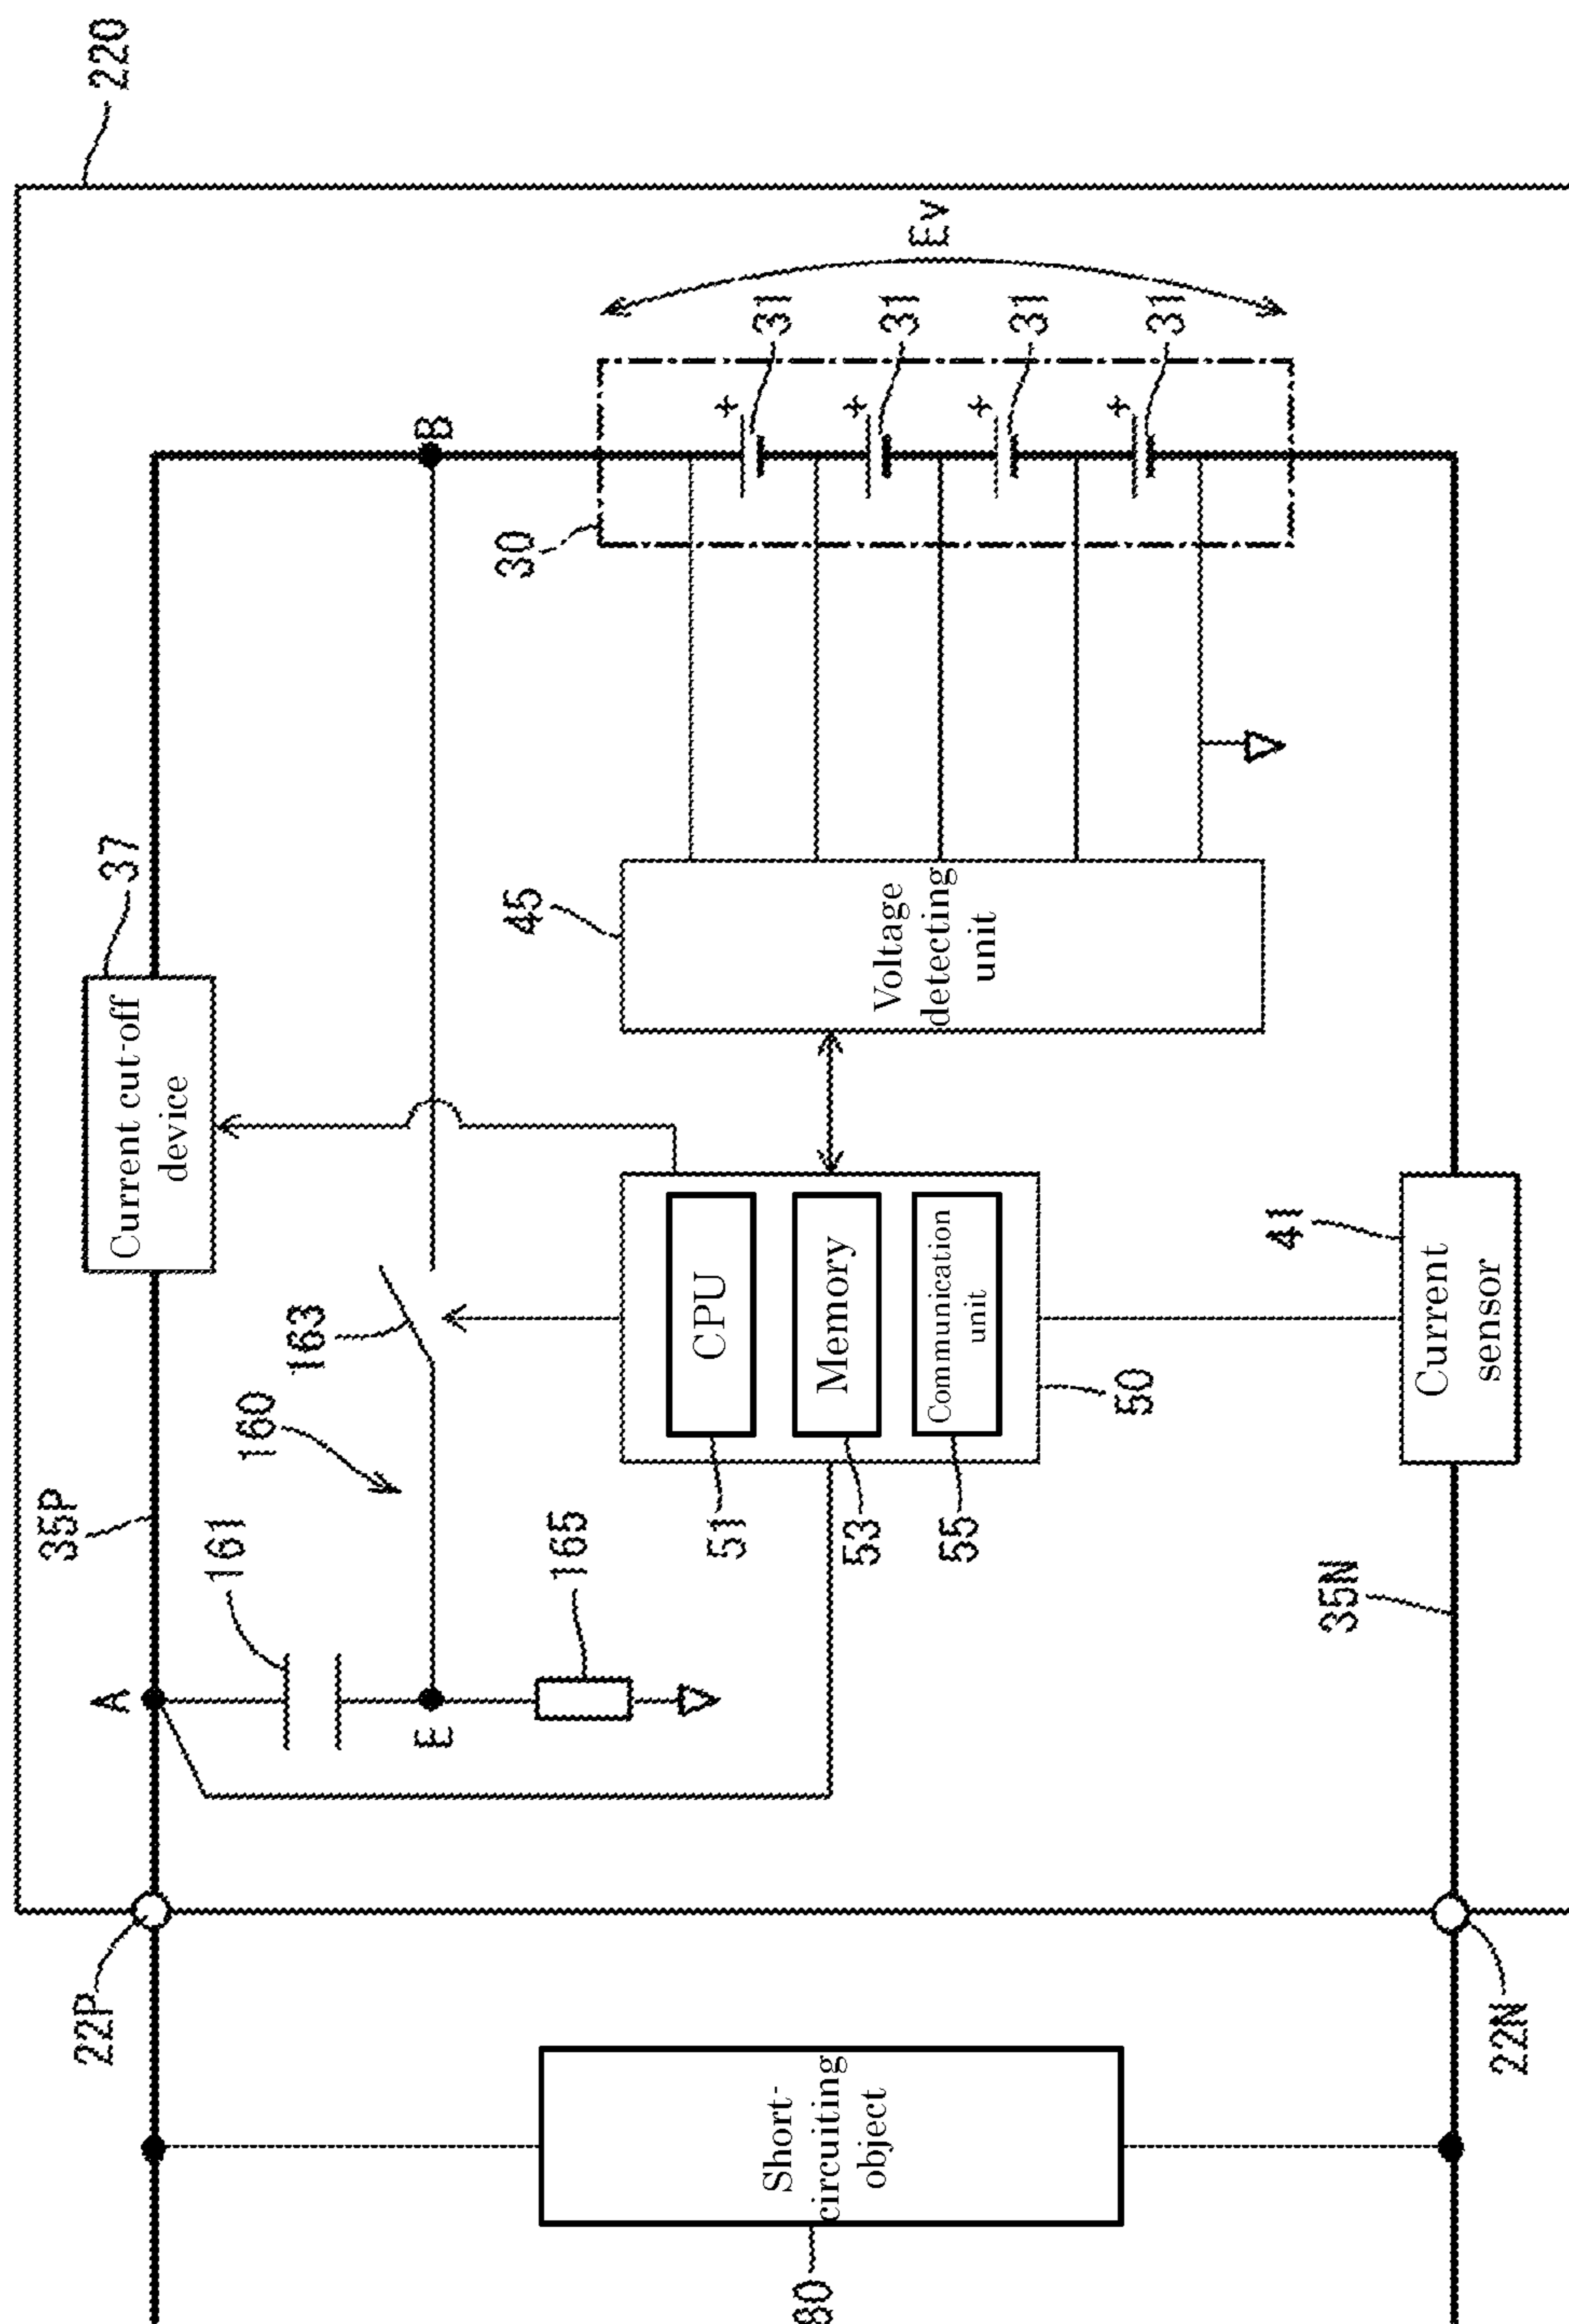 35P
22P
A
37
220
Current cut-off
device
161
160
163
E
B
165
45
30
51
CPU
Short-
circuiting
object
80
53
Memory
55
Communication
unit
Voltage
detecting
unit
+
31
+
31
+
31
+
31
Ev
50
41
35N
Current
sensor
22N